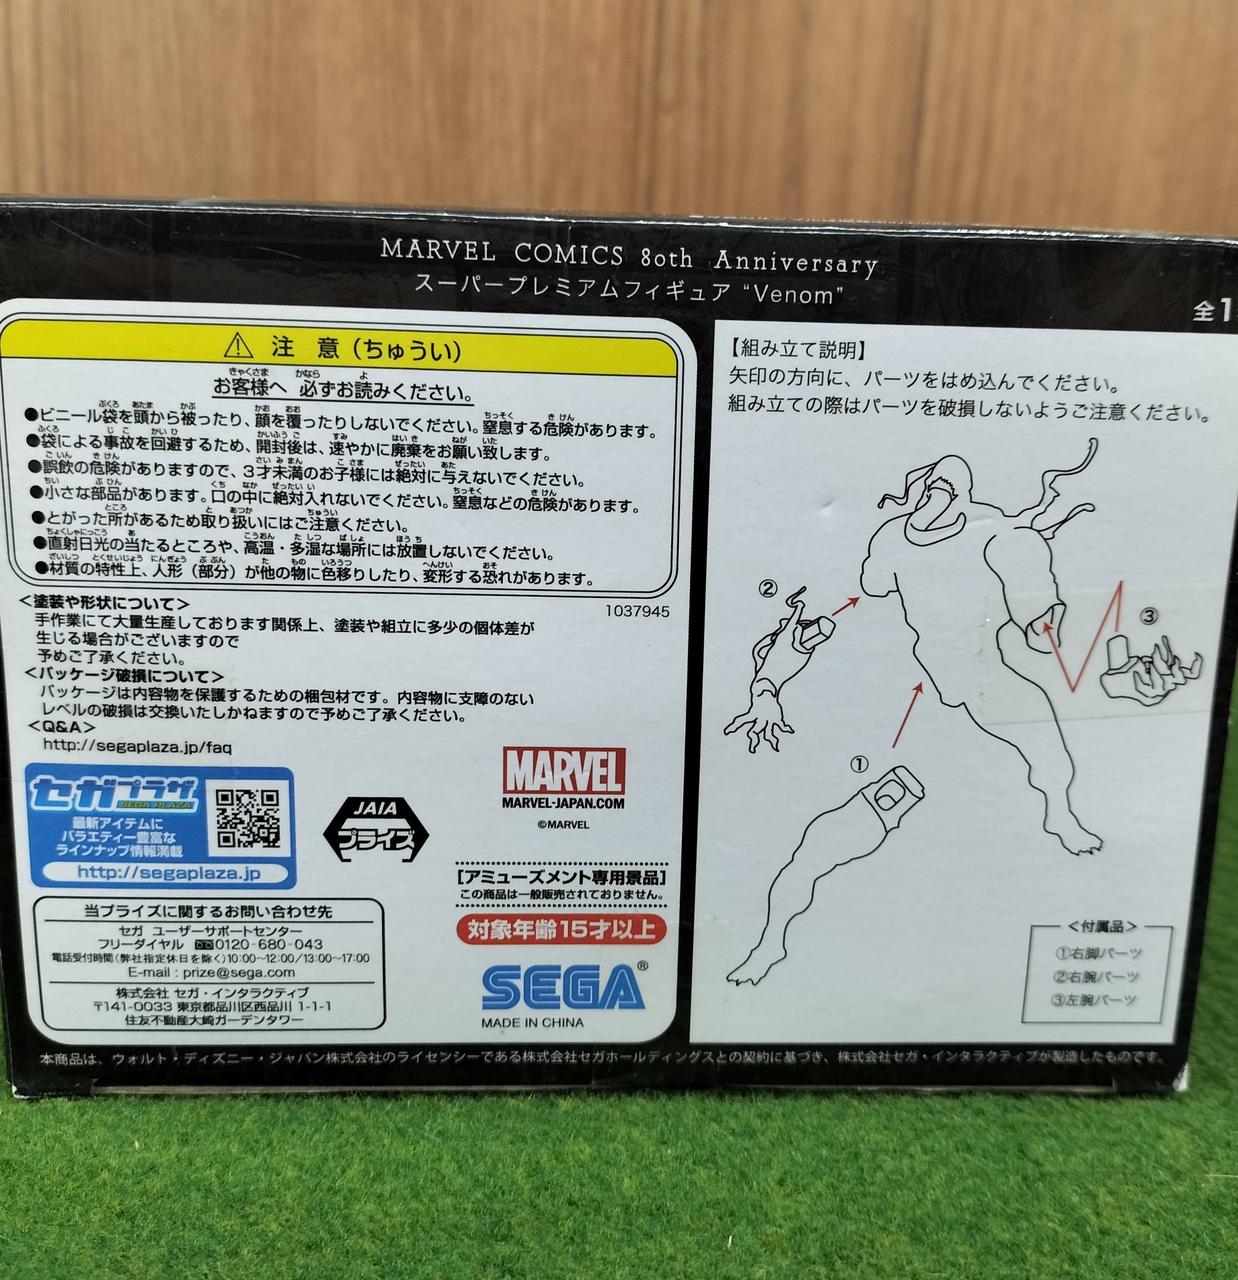 MARVEL COMICS 80th Anniversary
スーパープレミアムフィギュア “Venom”
全1
⚠ 注 意（ちゅうい）
お客様へ 必ずお読みください。
●ビニール袋を頭から被ったり、顔を覆ったりしないでください。窒息する危険があります。
●袋による事故を回避するため、開封後は、速やかに廃棄をお願い致します。
●誤飲の危険がありますので、3才未満のお子様には絶対に与えないでください。
●小さな部品があります。口の中に絶対入れないでください。窒息などの危険があります。
●とがった所があるため取り扱いにはご注意ください。
●直射日光の当たるところや、高温・多湿な場所には放置しないでください。
●材質の特性上、人形（部分）が他の物に色移りしたり、変形する恐れがあります。
1037945
<塗装や形状について>
手作業にて大量生産しております関係上、塗装や組立に多少の個体差が
生じる場合がございますので
予めご了承ください。
<パッケージ破損について>
パッケージは内容物を保護するための梱包材です。内容物に支障のない
レベルの破損は交換いたしかねますので予めご了承ください。
<Q&A>
http://segaplaza.jp/faq
セガプラザ
SEGA PLAZA
最新アイテムに
バラエティー豊富な
ラインナップ情報満載
http://segaplaza.jp
JAIA
プライズ
MARVEL
MARVEL-JAPAN.COM
©MARVEL
[アミューズメント専用景品]
この商品は一般販売されておりません。
対象年齢15才以上
SEGA®
MADE IN CHINA
当プライズに関するお問い合わせ先
セガ ユーザーサポートセンター
フリーダイヤル 0120-680-043
電話受付時間(弊社指定休日を除く)10:00~12:00/13:00~17:00
E-mail : prize@sega.com
株式会社 セガ・インタラクティブ
〒141-0033 東京都品川区西品川 1-1-1
住友不動産大崎ガーデンタワー
【組み立て説明】
矢印の方向に、パーツをはめ込んでください。
組み立ての際はパーツを破損しないようご注意ください。
②
③
①
<付属品>
①右脚パーツ
②右腕パーツ
③左腕パーツ
本商品は、ウォルト・ディズニー・ジャパン株式会社のライセンシーである株式会社セガホールディングスとの契約に基づき、株式会社セガ・インタラクティブが製造したものです。